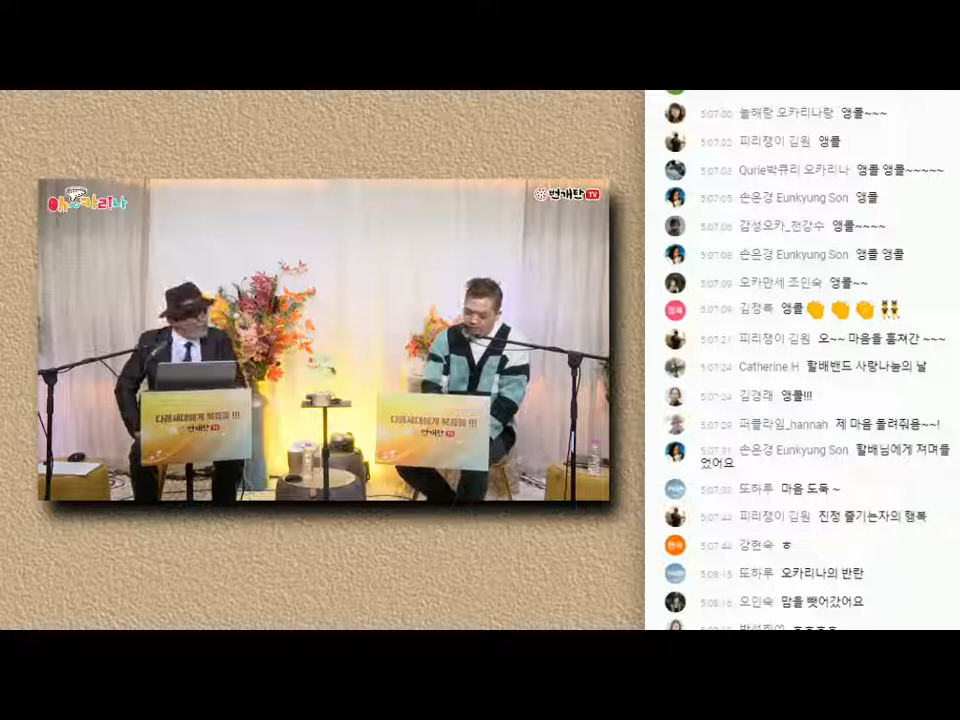 오카리나
번개탄 TV
다음세대에게 복음을 !!!
번개탄 TV
다음세대에게 복음을 !!!
번개탄 TV
5:07:00 늘해랑 오카리나랑 앵콜~~~
5:07:02 피리쟁이 김원 앵콜
5:07:03 Qurie박큐리 오카리나 앵콜 앵콜~~~~~
5:07:05 손은경 Eunkyung Son 앵콜
5:07:06 감성오카_전강수 앵콜~~~~
5:07:08 손은경 Eunkyung Son 앵콜 앵콜
5:07:09 오카만세 조인숙 앵콜~~
5:07:09 김정록 앵콜👏👏👏👯
5:07:21 피리쟁이 김원 오~~ 마음을 훔쳐간 ~~~
5:07:24 Catherine H 할배밴드 사랑나눔의 날
5:07:24 김경래 앵콜!!!
퍼플라임_hannah 제 마음 돌려줘용~~!
5:07:31 손은경 Eunkyung Son 할배님에게 져며들
었어요
또하루 마음 도둑 ~
5:07:44 피리쟁이 김원 진정 즐기는자의 행복
강현숙 ㅎ
5:08:15 또하루 오카리나의 반란
5:08:16 오인숙 맘을 뺏어갔어요